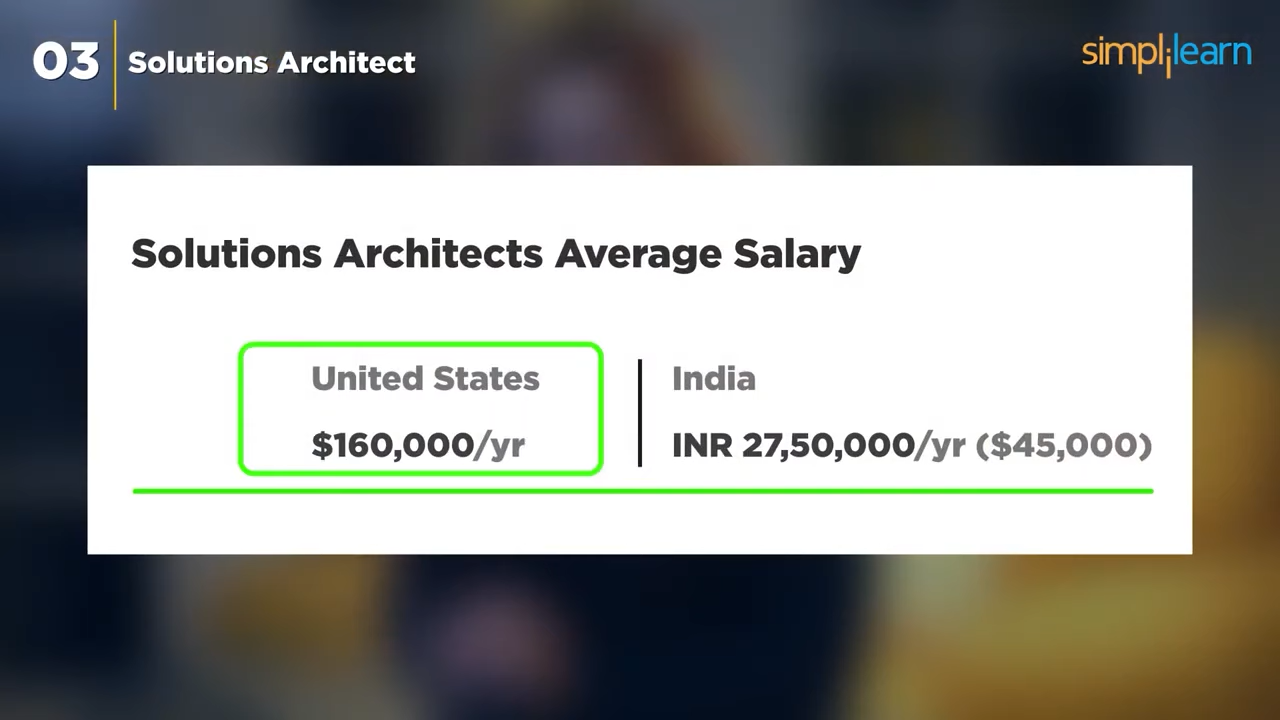 03
Solutions Architect
simplilearn
Solutions Architects Average Salary
United States
$160,000/yr
India
INR 27,50,000/yr ($45,000)